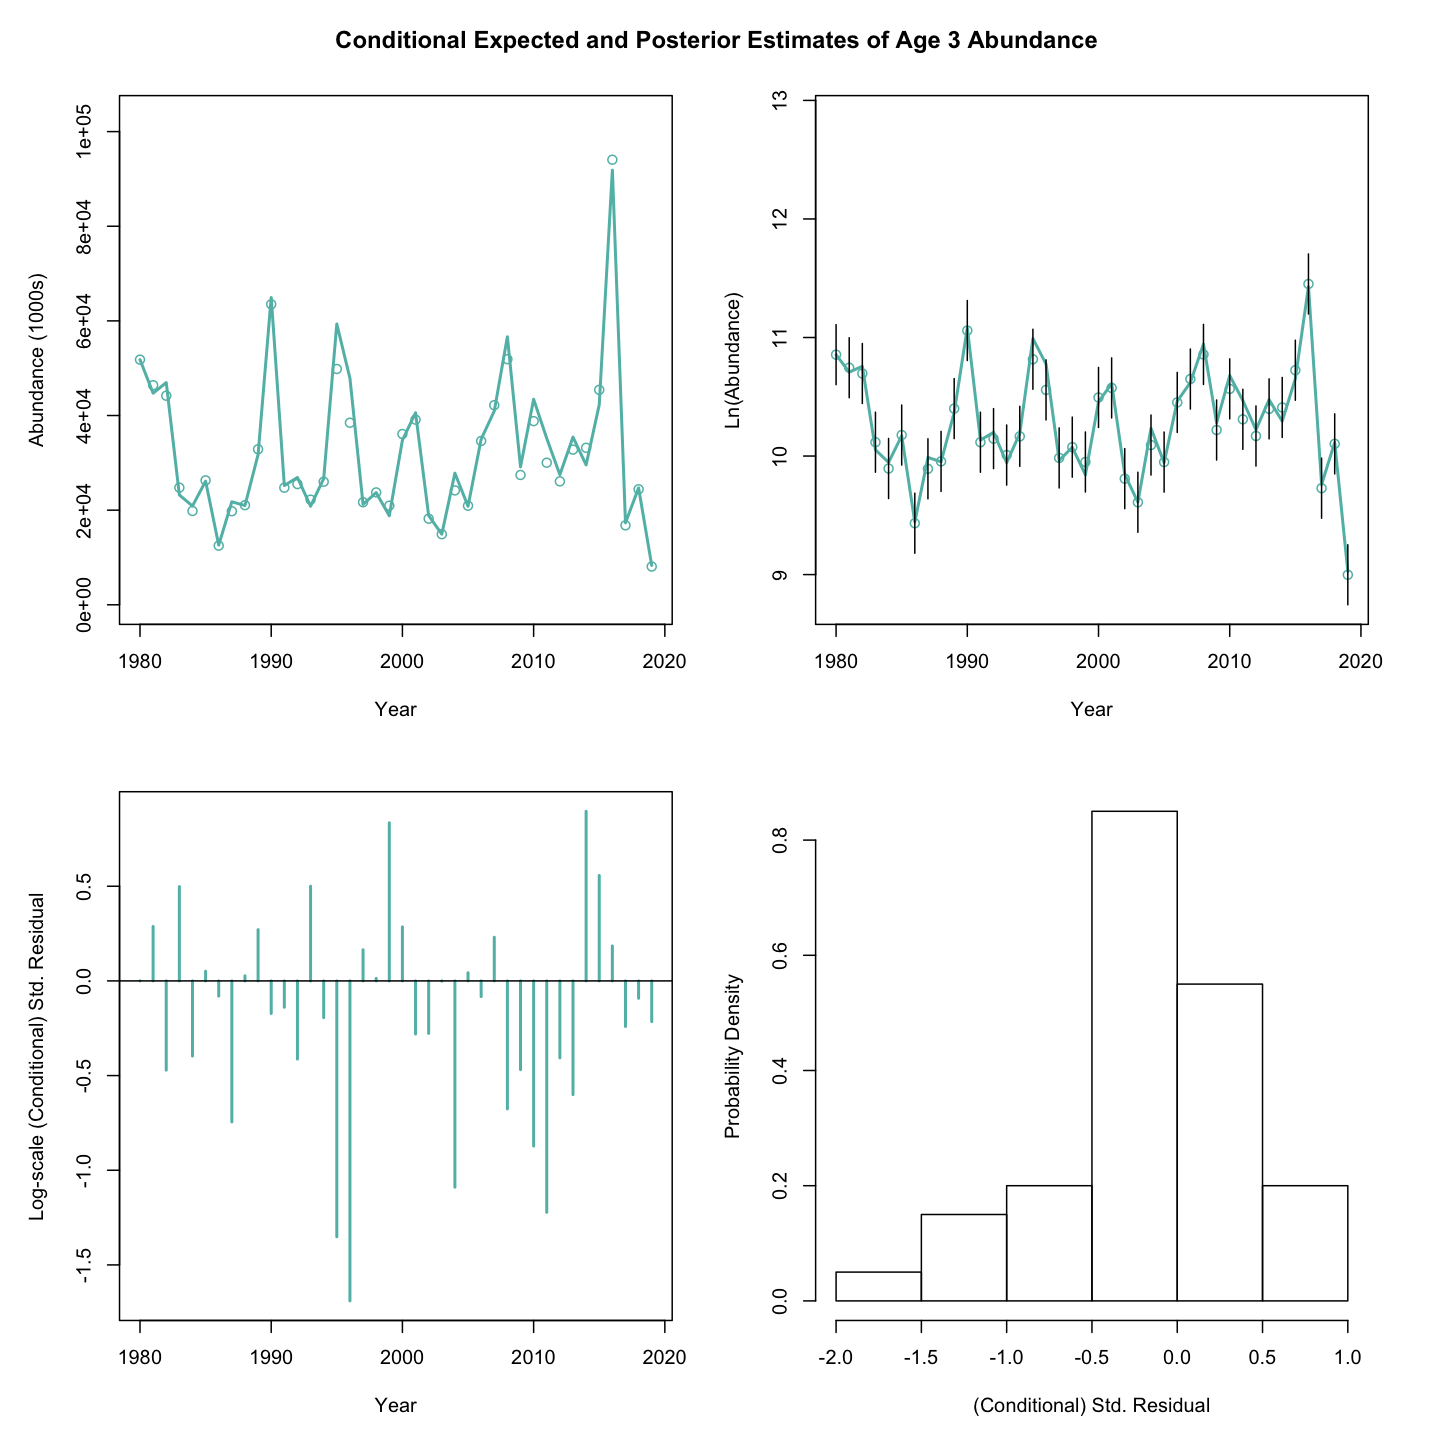 Conditional Expected and Posterior Estimates of Age 3 Abundance
Abundance (1000s)
1e+05
8e+04
6e+04
4e+04
2e+04
0e+00
1980 1990 2000 2010 2020
Year
Ln(Abundance)
13
12
11
10
9
1980 1990 2000 2010 2020
Year
Log-scale (Conditional) Std. Residual
0.5
0.0
-0.5
-1.0
-1.5
1980 1990 2000 2010 2020
Year
Probability Density
0.8
0.6
0.4
0.2
0.0
-2.0 -1.5 -1.0 -0.5 0.0 0.5 1.0
(Conditional) Std. Residual